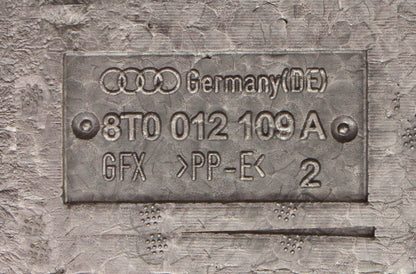 Germany(DE)
8T0 012 109 A
GFX >PP-E< 2